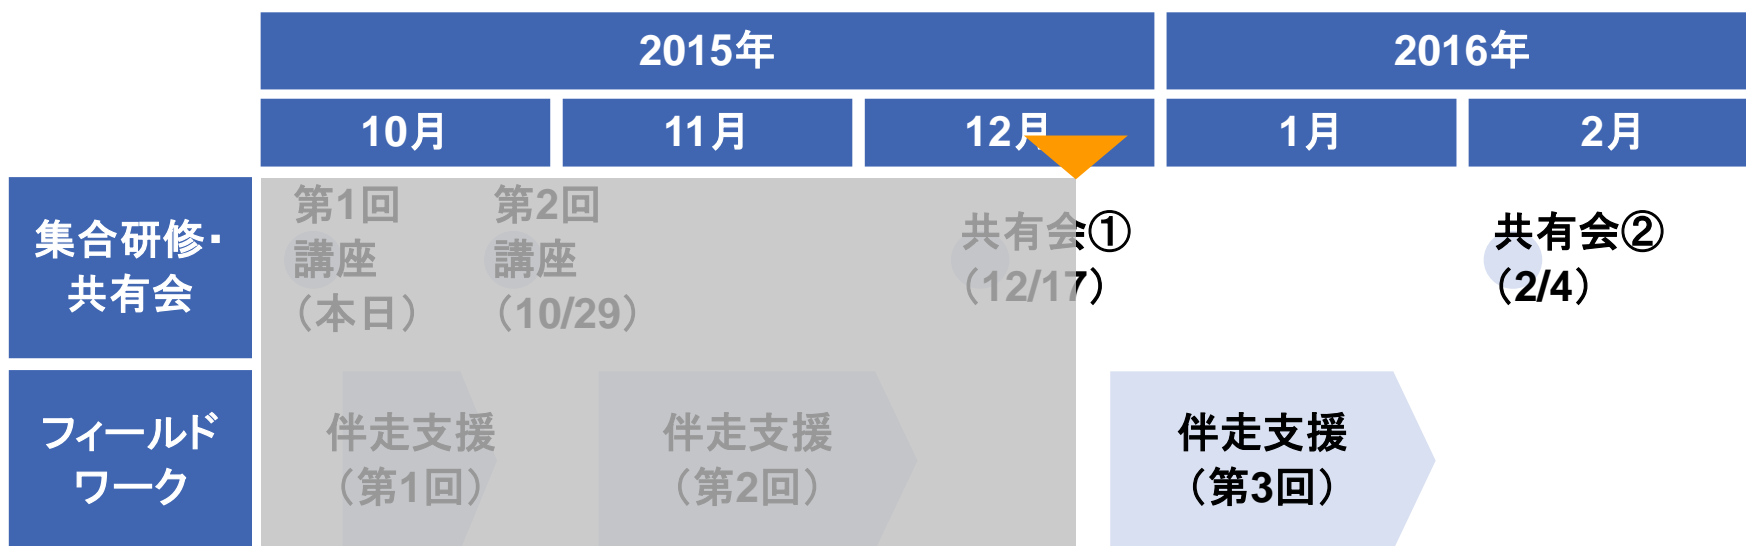 2015年
2016年
10月
11月
12月
1月
2月
集合研修・
共有会
第1回
講座
（本日）
第2回
講座
（10/29）
共有会①
（12/17）
共有会②
（2/4）
フィールド
ワーク
伴走支援
（第1回）
伴走支援
（第2回）
伴走支援
（第3回）